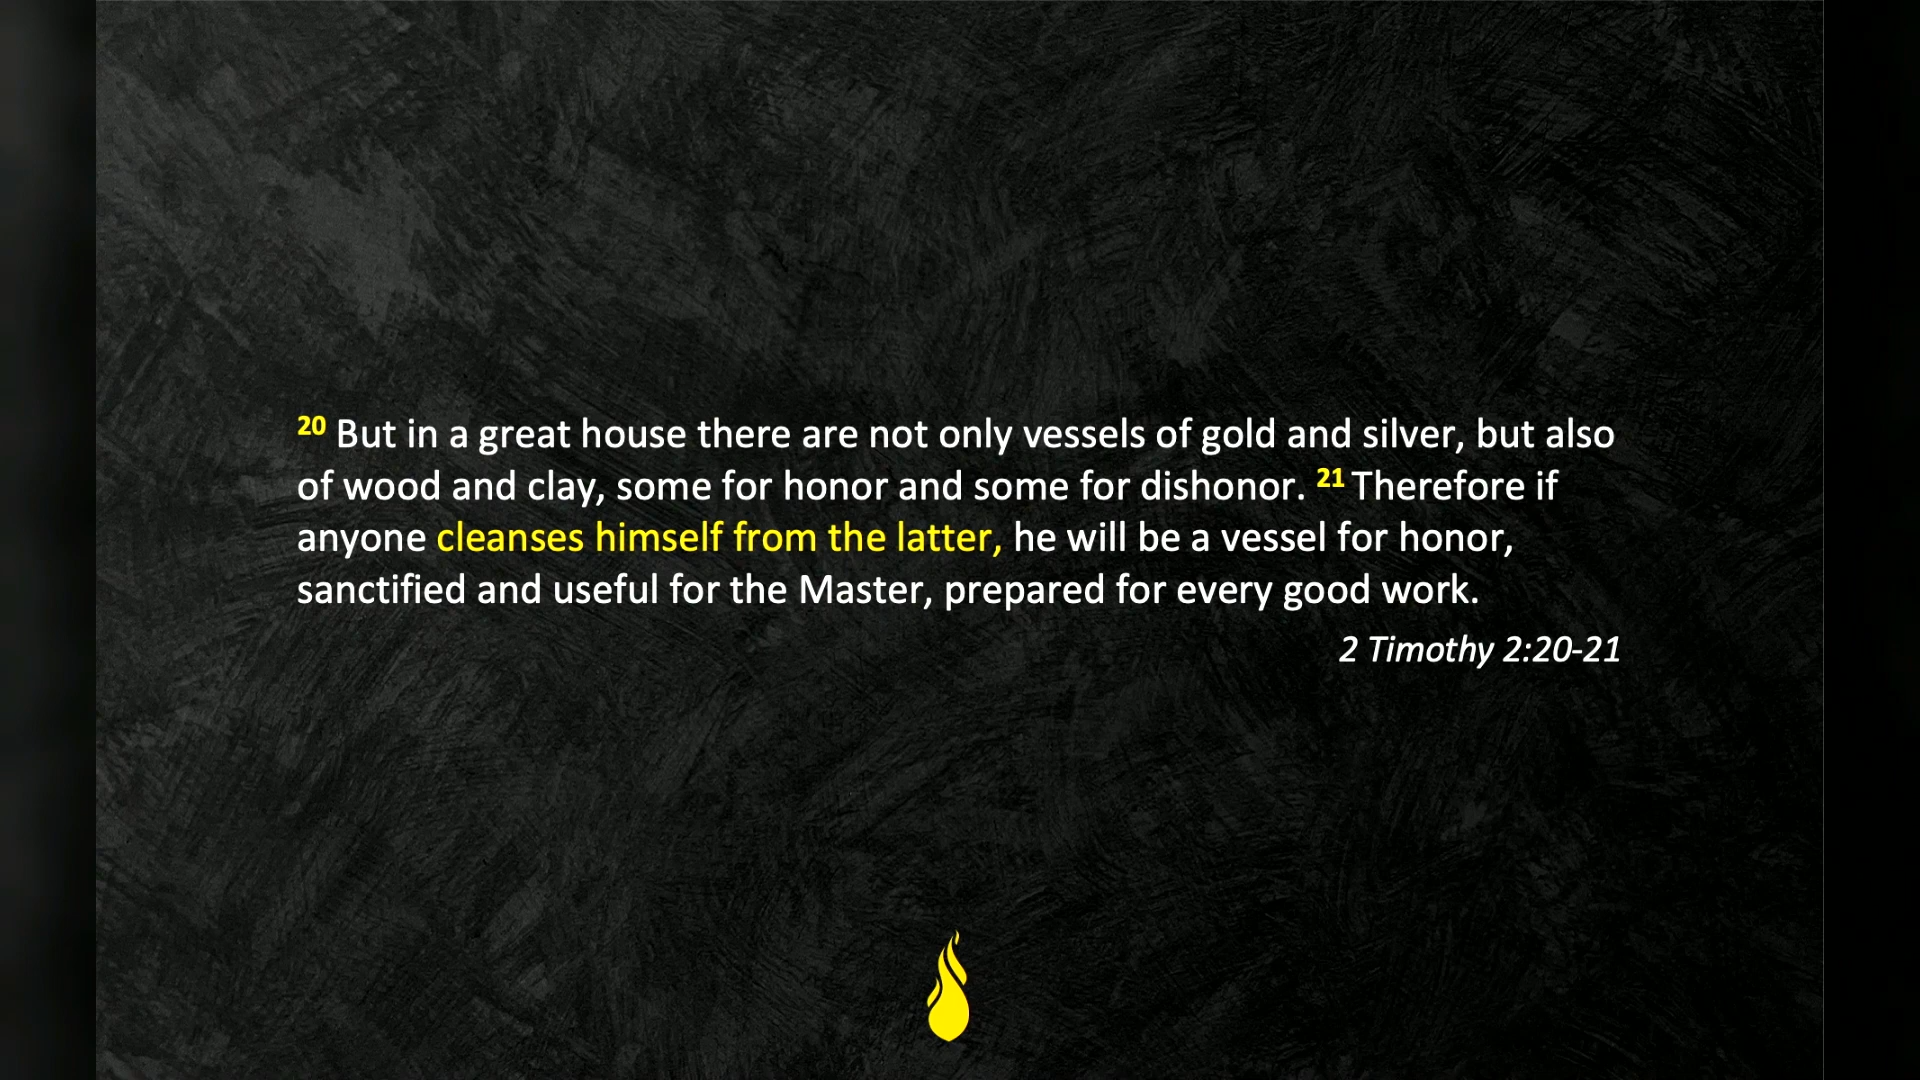 20 But in a great house there are not only vessels of gold and silver, but also
of wood and clay, some for honor and some for dishonor. 21 Therefore if
anyone cleanses himself from the latter, he will be a vessel for honor,
sanctified and useful for the Master, prepared for every good work.
2 Timothy 2:20-21